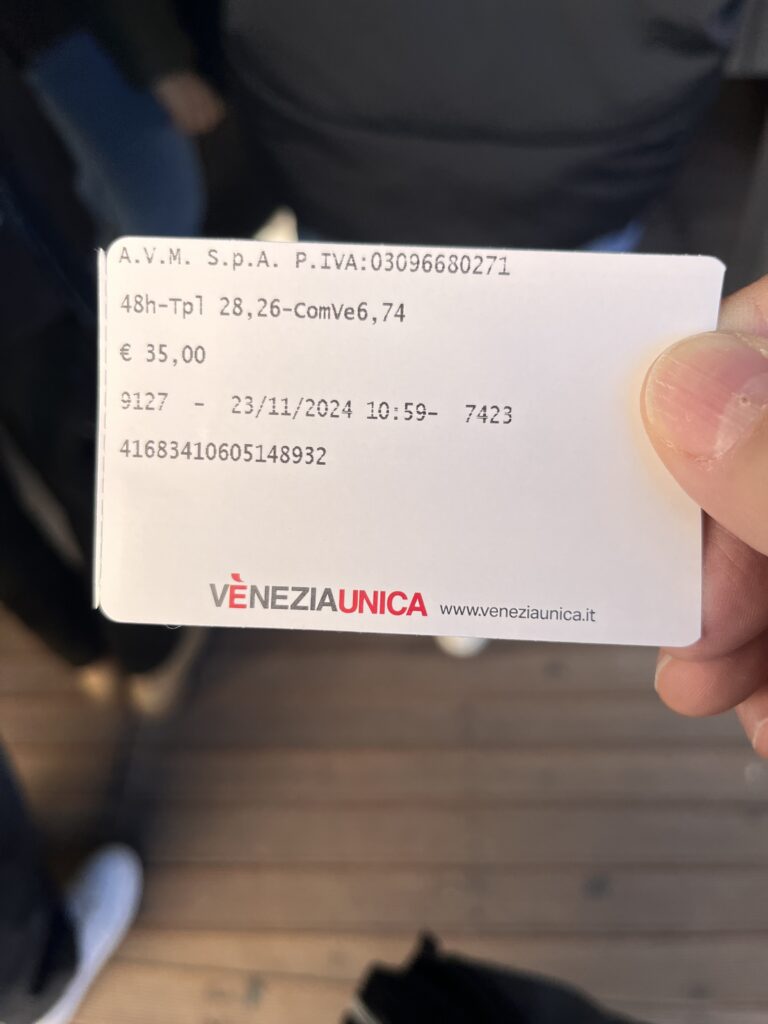 A.V.M. S.p.A. P.IVA:03096680271
48h-Tpl 28,26-ComVe6,74
€ 35,00
9127 - 23/11/2024 10:59- 7423
41683410605148932
VÈNEZIAUNICA www.veneziaunica.it